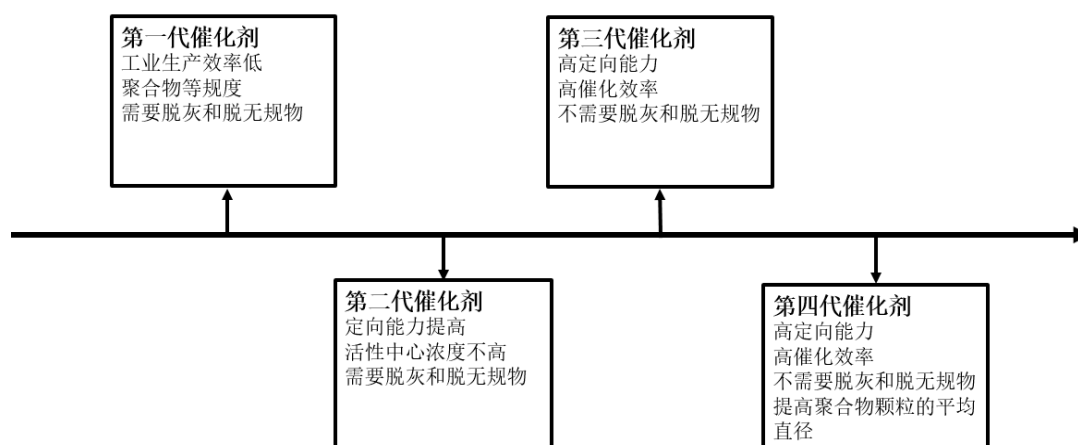 第一代催化剂
工业生产效率低
聚合物等规度
需要脱灰和脱无规物
第二代催化剂
定向能力提高
活性中心浓度不高
需要脱灰和脱无规物
第三代催化剂
高定向能力
高催化效率
不需要脱灰和脱无规物
第四代催化剂
高定向能力
高催化效率
不需要脱灰和脱无规物
提高聚合物颗粒的平均
直径